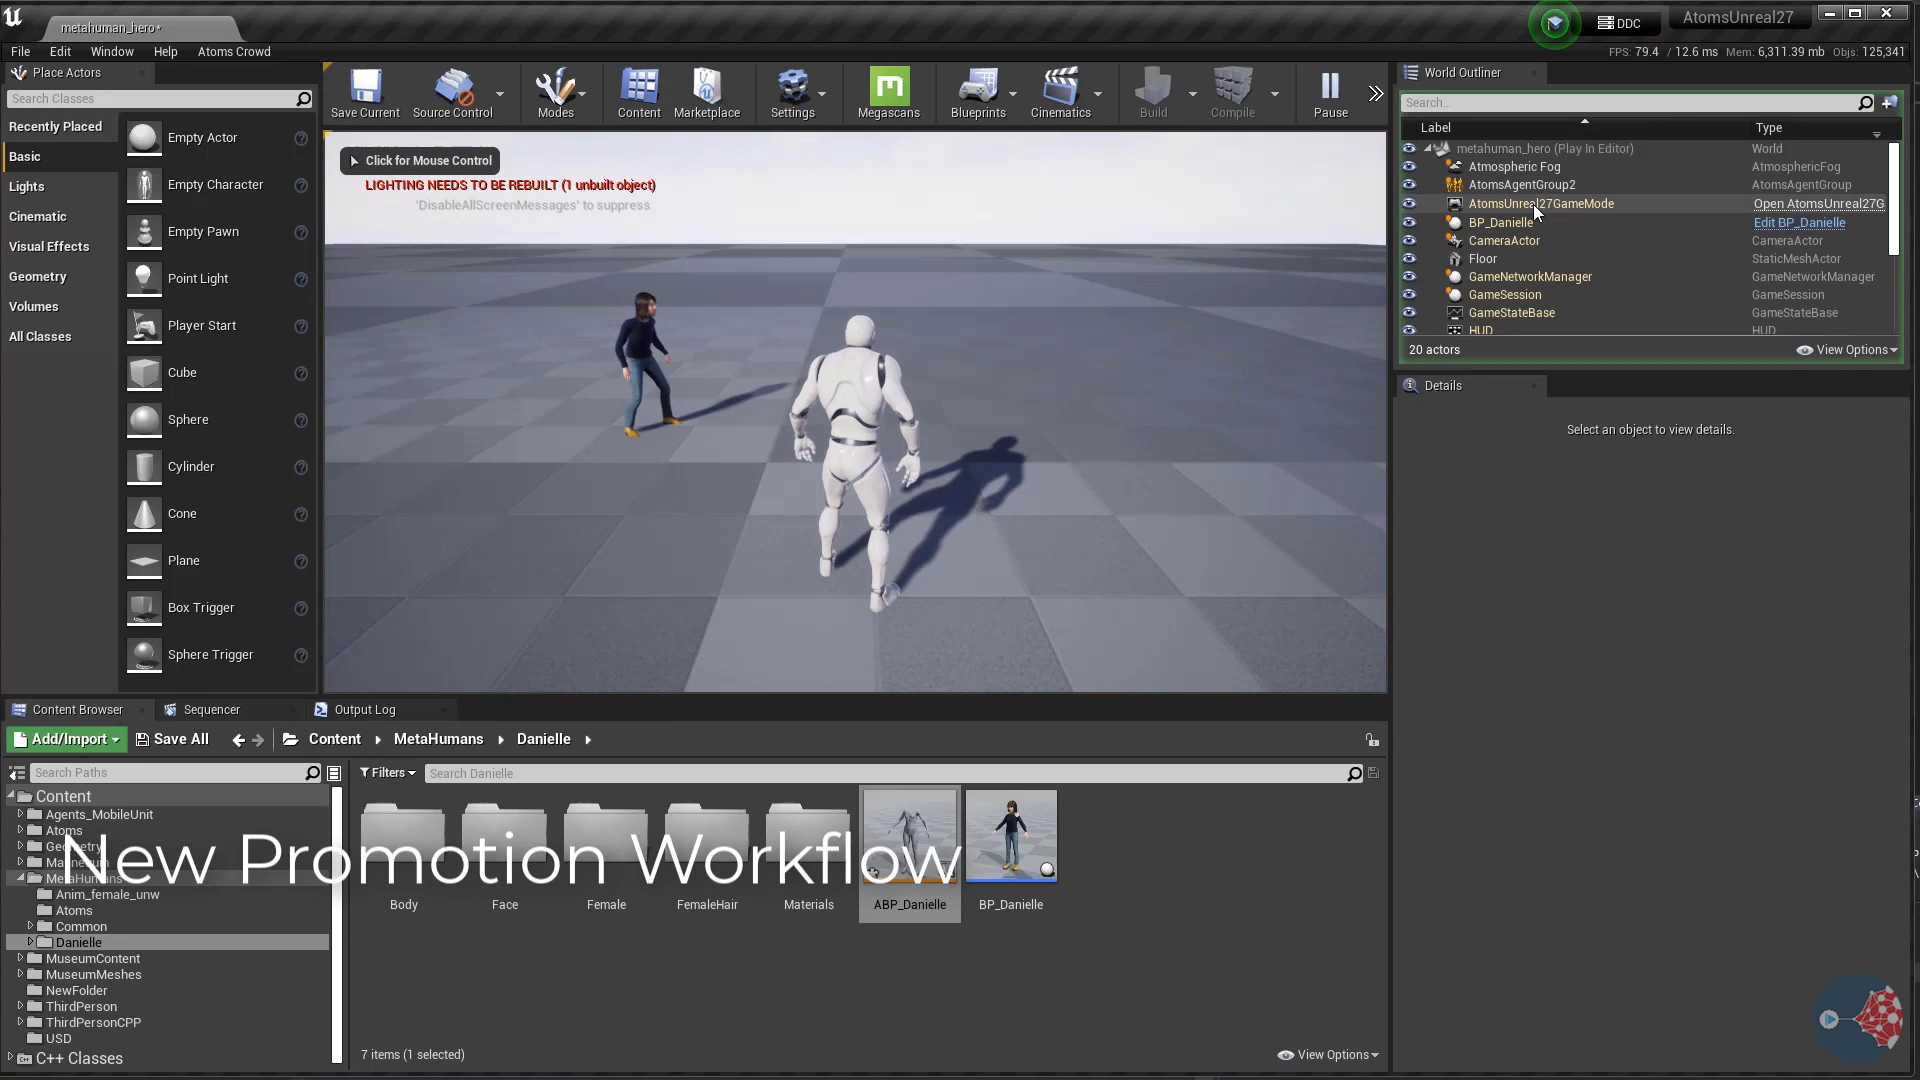 metahuman_hero*
DDC
AtomsUnreal27
File
Edit
Window
Help
Atoms Crowd
FPS: 79.4 / 12.6 ms Mem: 6,311.39 mb Objs: 125,341
Place Actors
Search Classes
Recently Placed
Basic
Lights
Cinematic
Visual Effects
Geometry
Volumes
All Classes
Empty Actor
Empty Character
Empty Pawn
Point Light
Player Start
Cube
Sphere
Cylinder
Cone
Plane
Box Trigger
Sphere Trigger
Save Current
Source Control
Modes
Content
Marketplace
Settings
Megascans
Blueprints
Cinematics
Build
Compile
Pause
Click for Mouse Control
LIGHTING NEEDS TO BE REBUILT (1 unbuilt object)
'DisableAllScreenMessages' to suppress
World Outliner
Search...
Label Type
metahuman_hero (Play In Editor) World
Atmospheric Fog AtmosphericFog
AtomsAgentGroup2 AtomsAgentGroup
AtomsUnreal27GameMode Open AtomsUnreal27G
BP_Danielle Edit BP_Danielle
CameraActor CameraActor
Floor StaticMeshActor
GameNetworkManager GameNetworkManager
GameSession GameSession
GameStateBase GameStateBase
HUD HUD
20 actors
View Options
Details
Select an object to view details.
Content Browser
Sequencer
Output Log
Add/Import
Save All
Content
MetaHumans
Danielle
Search Paths
Filters
Search Danielle
Content
Agents_MobileUnit
Atoms
Geometry
MetaHumans
Anim_female_unw
Atoms
Common
Danielle
MuseumContent
MuseumMeshes
NewFolder
ThirdPerson
ThirdPersonCPP
USD
C++ Classes
New Promotion Workflow
Body
Face
Female
FemaleHair
Materials
ABP_Danielle
BP_Danielle
7 items (1 selected)
View Options